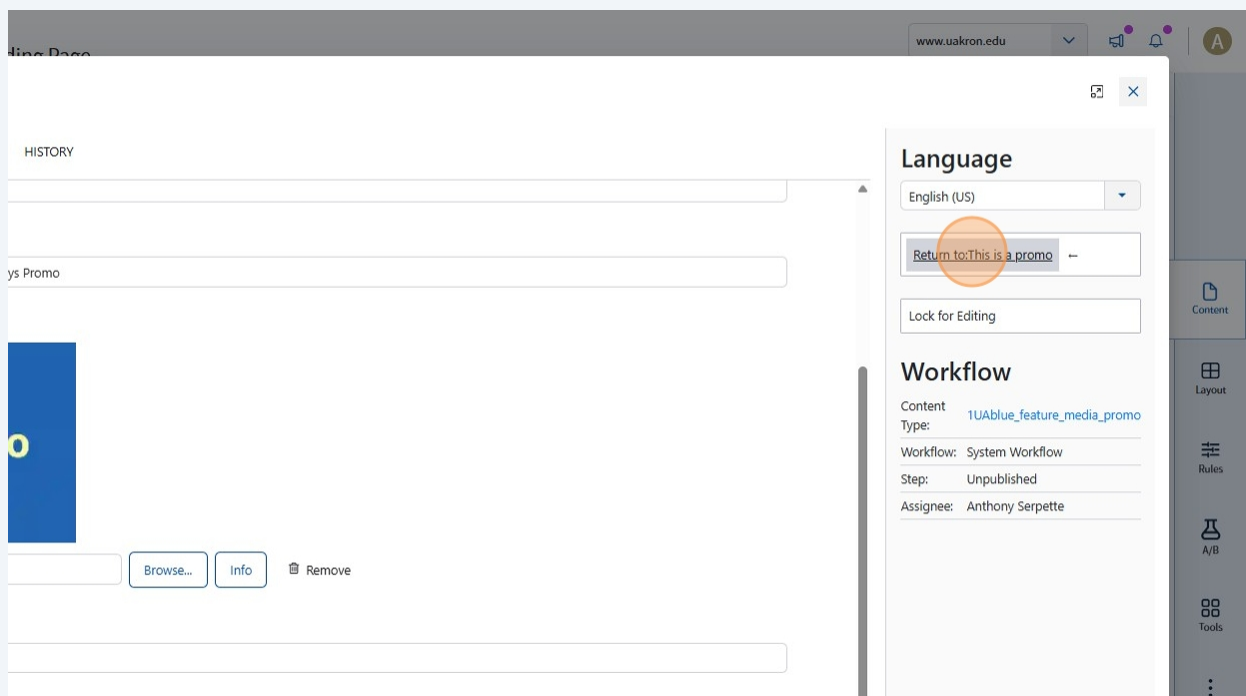 ding Page
www.uakron.edu
A
HISTORY
Language
English (US)
ys Promo
Return to:This is a promo ←
Lock for Editing
Workflow
Content Type: 1UAblue_feature_media_promo
Workflow: System Workflow
Step: Unpublished
Assignee: Anthony Serpette
o
Browse... Info Remove
Content
Layout
Rules
A/B
Tools